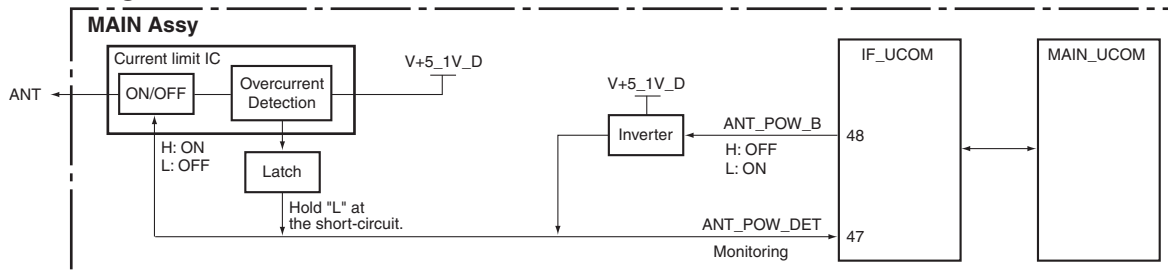 MAIN Assy
Current limit IC
V+5_1V_D
IF_UCOM
MAIN_UCOM
ANT
ON/OFF
Overcurrent
Detection
V+5_1V_D
Inverter
ANT_POW_B
48
H: ON
L: OFF
H: OFF
L: ON
Latch
Hold "L" at
the short-circuit.
ANT_POW_DET
47
Monitoring